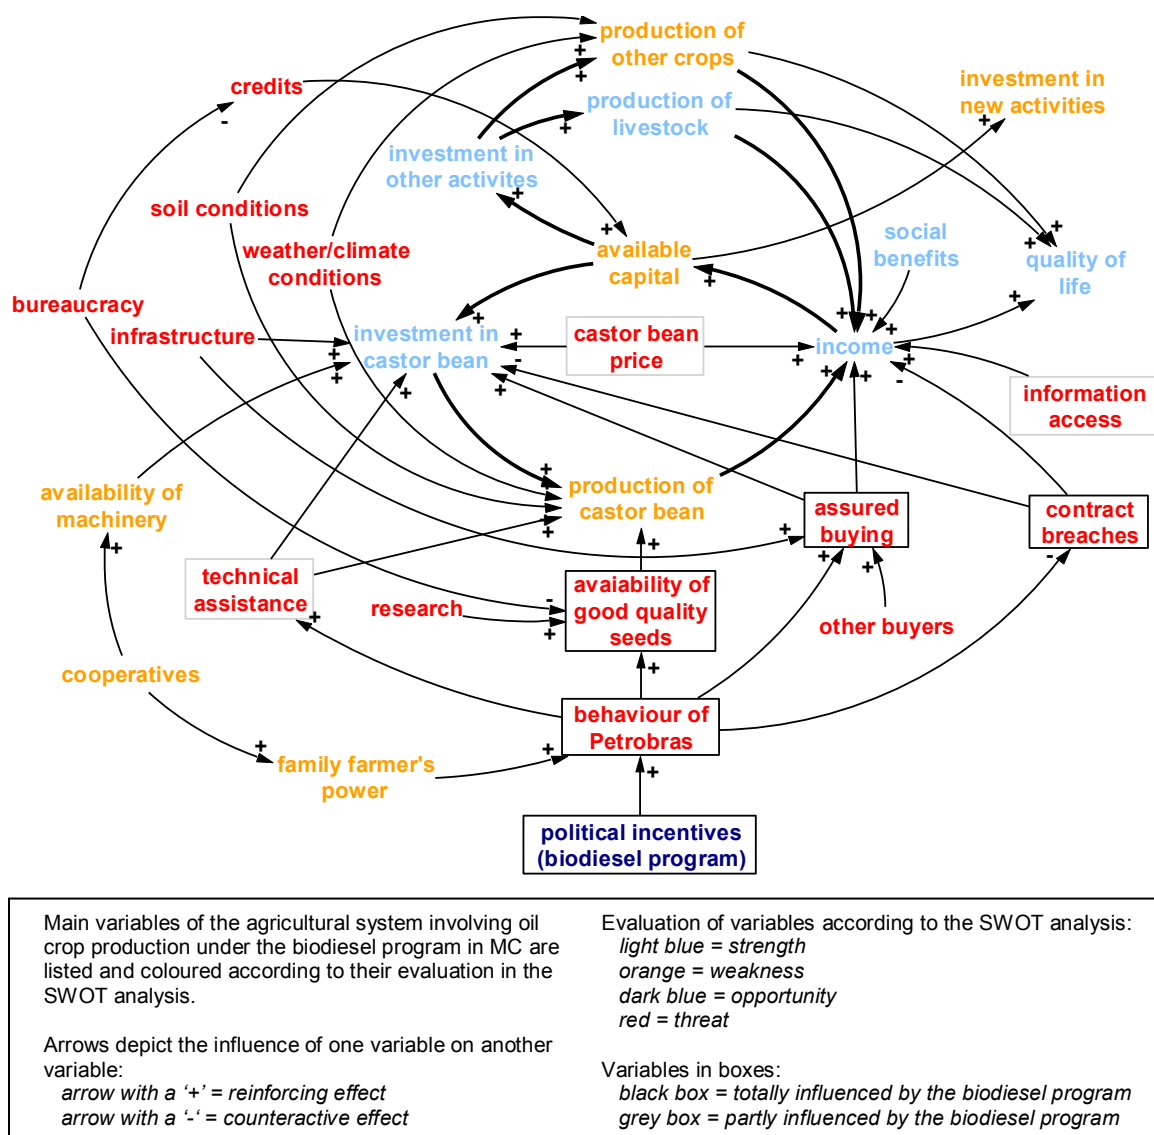 production of
other crops
+
+
investment in
new activities
+
credits
-
production of
livestock
+
investment in
other activites
+
+
soil conditions
weather/climate
conditions
+
available
capital
+
social
benefits
+
+
quality of
life
+
bureaucracy
infrastructure
investment in
castor bean
+
+
+
+
-
+
+
castor bean
price
+
+
+
+
income
+
+
+
+
-
information
access
availability of
machinery
+
production of
castor bean
+
+
+
assured
buying
+
+
+
contract
breaches
-
technical
assistance
+
research
avaiability of
good quality
seeds
-
+
+
other buyers
cooperatives
behaviour of
Petrobras
+
+
family farmer's
power
+
political incentives
(biodiesel program)
Main variables of the agricultural system involving oil
crop production under the biodiesel program in MC are
listed and coloured according to their evaluation in the
SWOT analysis.
Arrows depict the influence of one variable on another
variable:
arrow with a ‘+’ = reinforcing effect
arrow with a ‘-‘ = counteractive effect
Evaluation of variables according to the SWOT analysis:
light blue = strength
orange = weakness
dark blue = opportunity
red = threat
Variables in boxes:
black box = totally influenced by the biodiesel program
grey box = partly influenced by the biodiesel program